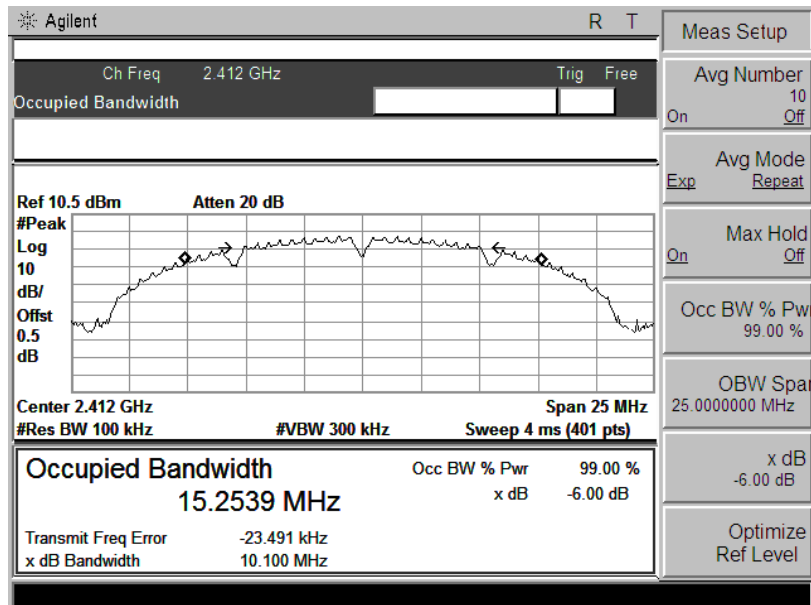 Agilent R T
Ch Freq 2.412 GHz Trig Free
Occupied Bandwidth
Ref 10.5 dBm Atten 20 dB
#Peak
Log
10
dB/
Offst
0.5
dB
Center 2.412 GHz Span 25 MHz
#Res BW 100 kHz #VBW 300 kHz Sweep 4 ms (401 pts)
Occupied Bandwidth Occ BW % Pwr 99.00 %
15.2539 MHz x dB -6.00 dB
Transmit Freq Error -23.491 kHz
x dB Bandwidth 10.100 MHz
Meas Setup
Avg Number
10
On Off
Avg Mode
Exp Repeat
Max Hold
On Off
Occ BW % Pwr
99.00 %
OBW Span
25.0000000 MHz
x dB
-6.00 dB
Optimize
Ref Level